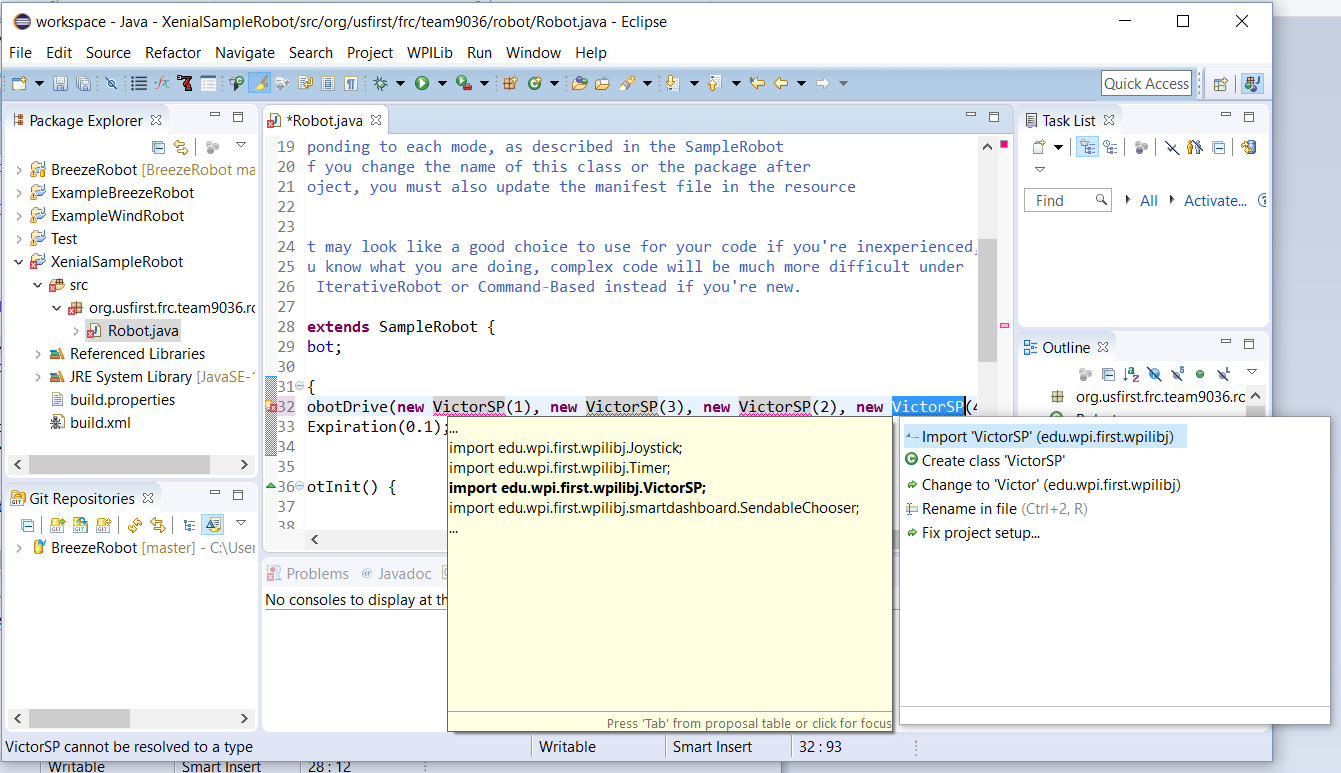 workspace - Java - XenialSampleRobot/src/org/usfirst/frc/team9036/robot/Robot.java - Eclipse
File Edit Source Refactor Navigate Search Project WPILib Run Window Help
Quick Access
Package Explorer
BreezeRobot [BreezeRobot ma
ExampleBreezeRobot
ExampleWindRobot
Test
XenialSampleRobot
src
org.usfirst.frc.team9036.ro
Robot.java
Referenced Libraries
JRE System Library [JavaSE-1
build.properties
build.xml
Git Repositories
BreezeRobot [master] - C:\User
*Robot.java
19 ponding to each mode, as described in the SampleRobot
20 f you change the name of this class or the package after
21 oject, you must also update the manifest file in the resource
22
23
24 t may look like a good choice to use for your code if you're inexperienced,
25 u know what you are doing, complex code will be much more difficult under
26 IterativeRobot or Command-Based instead if you're new.
27
28 extends SampleRobot {
29 bot;
30
31 {
32 obotDrive(new VictorSP(1), new VictorSP(3), new VictorSP(2), new VictorSP(4
33 Expiration(0.1);
34
35
36 otInit() {
37
38
...
import edu.wpi.first.wpilibj.Joystick;
import edu.wpi.first.wpilibj.Timer;
import edu.wpi.first.wpilibj.VictorSP;
import edu.wpi.first.wpilibj.smartdashboard.SendableChooser;
...
Press 'Tab' from proposal table or click for focus
Import 'VictorSP' (edu.wpi.first.wpilibj)
Create class 'VictorSP'
Change to 'Victor' (edu.wpi.first.wpilibj)
Rename in file (Ctrl+2, R)
Fix project setup...
Problems @ Javadoc
No consoles to display at th
Task List
Find All Activate...
Outline
org.usfirst.frc.team9036.ro
VictorSP cannot be resolved to a type
Writable Smart Insert 32 : 93
Writable Smart Insert 28 : 12